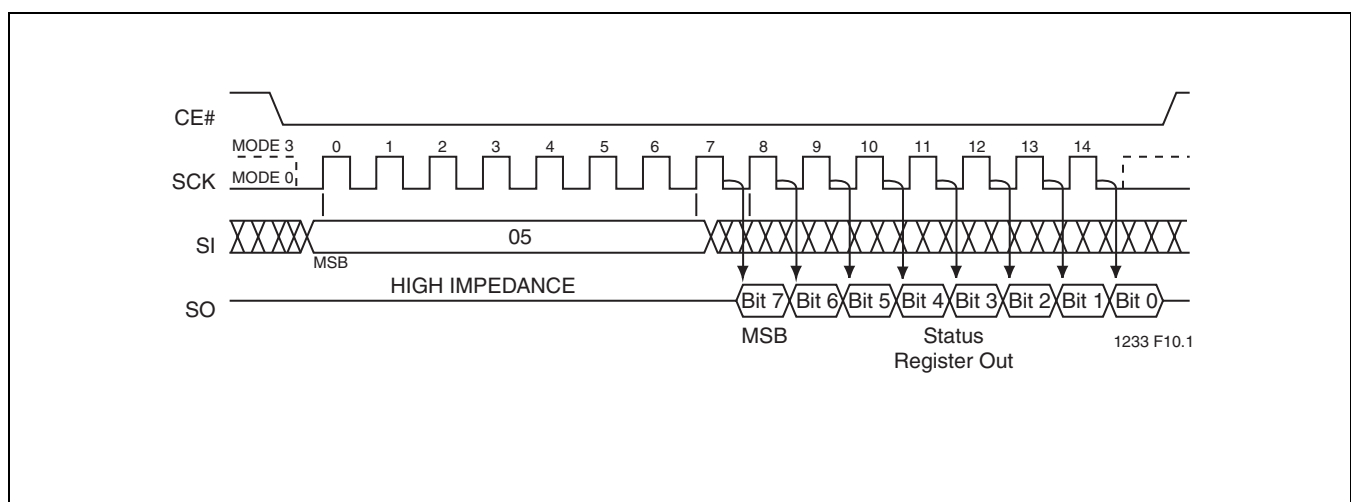 CE#
MODE 3
0 1 2 3 4 5 6 7 8 9 10 11 12 13 14
SCK
MODE 0
SI
05
MSB
HIGH IMPEDANCE
SO
Bit 7 Bit 6 Bit 5 Bit 4 Bit 3 Bit 2 Bit 1 Bit 0
MSB
Status
Register Out
1233 F10.1